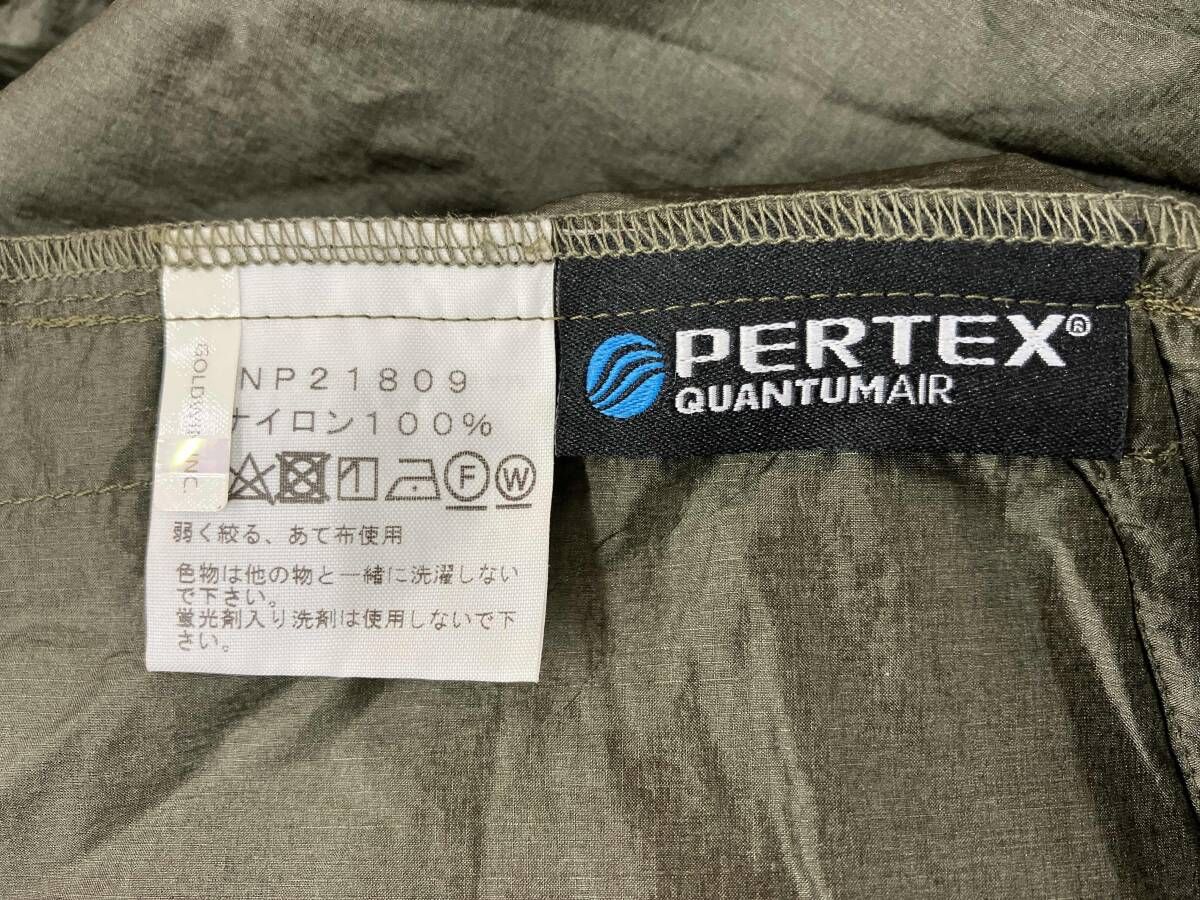 NP21809
ナイロン100%
F W
弱く絞る、あて布使用
色物は他の物と一緒に洗濯しない
で下さい。
蛍光剤入り洗剤は使用しないで下
さい。
GOLDWIN INC.
PERTEX®
QUANTUMAIR